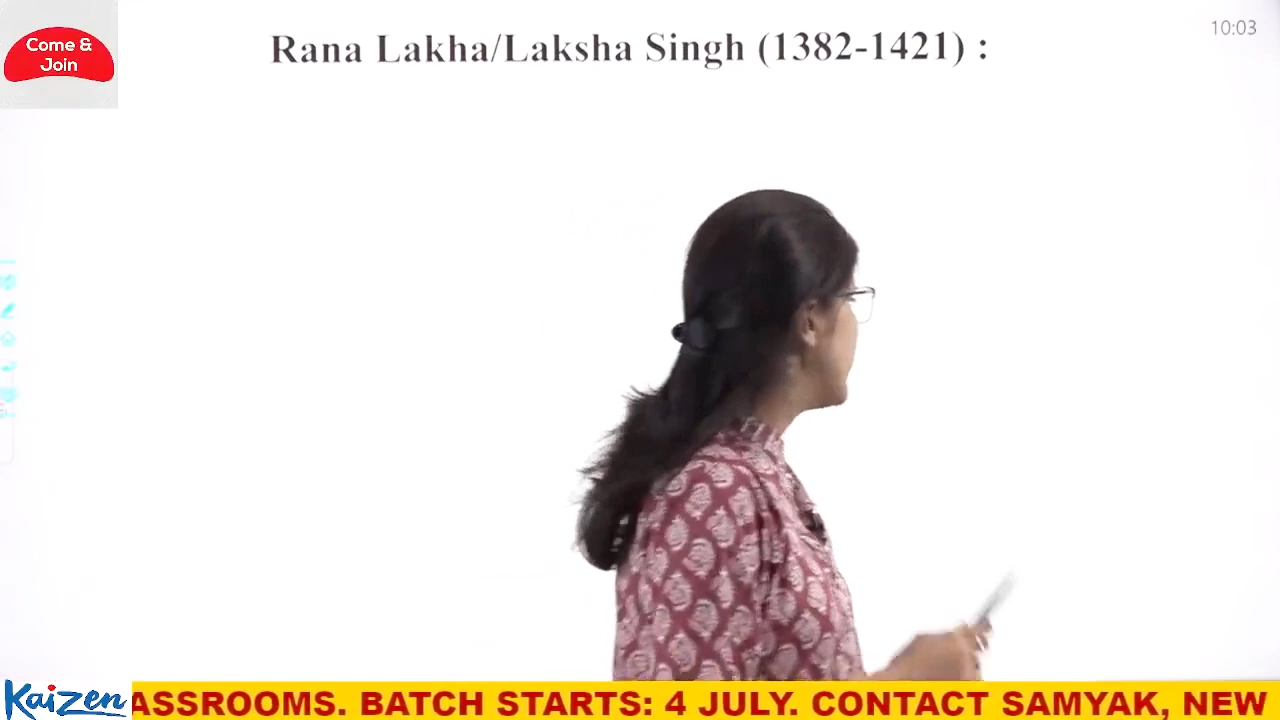 Come &
Join
Rana Lakha/Laksha Singh (1382-1421) :
10:03
Kaizen
ASSROOMS. BATCH STARTS: 4 JULY. CONTACT SAMYAK, NEW